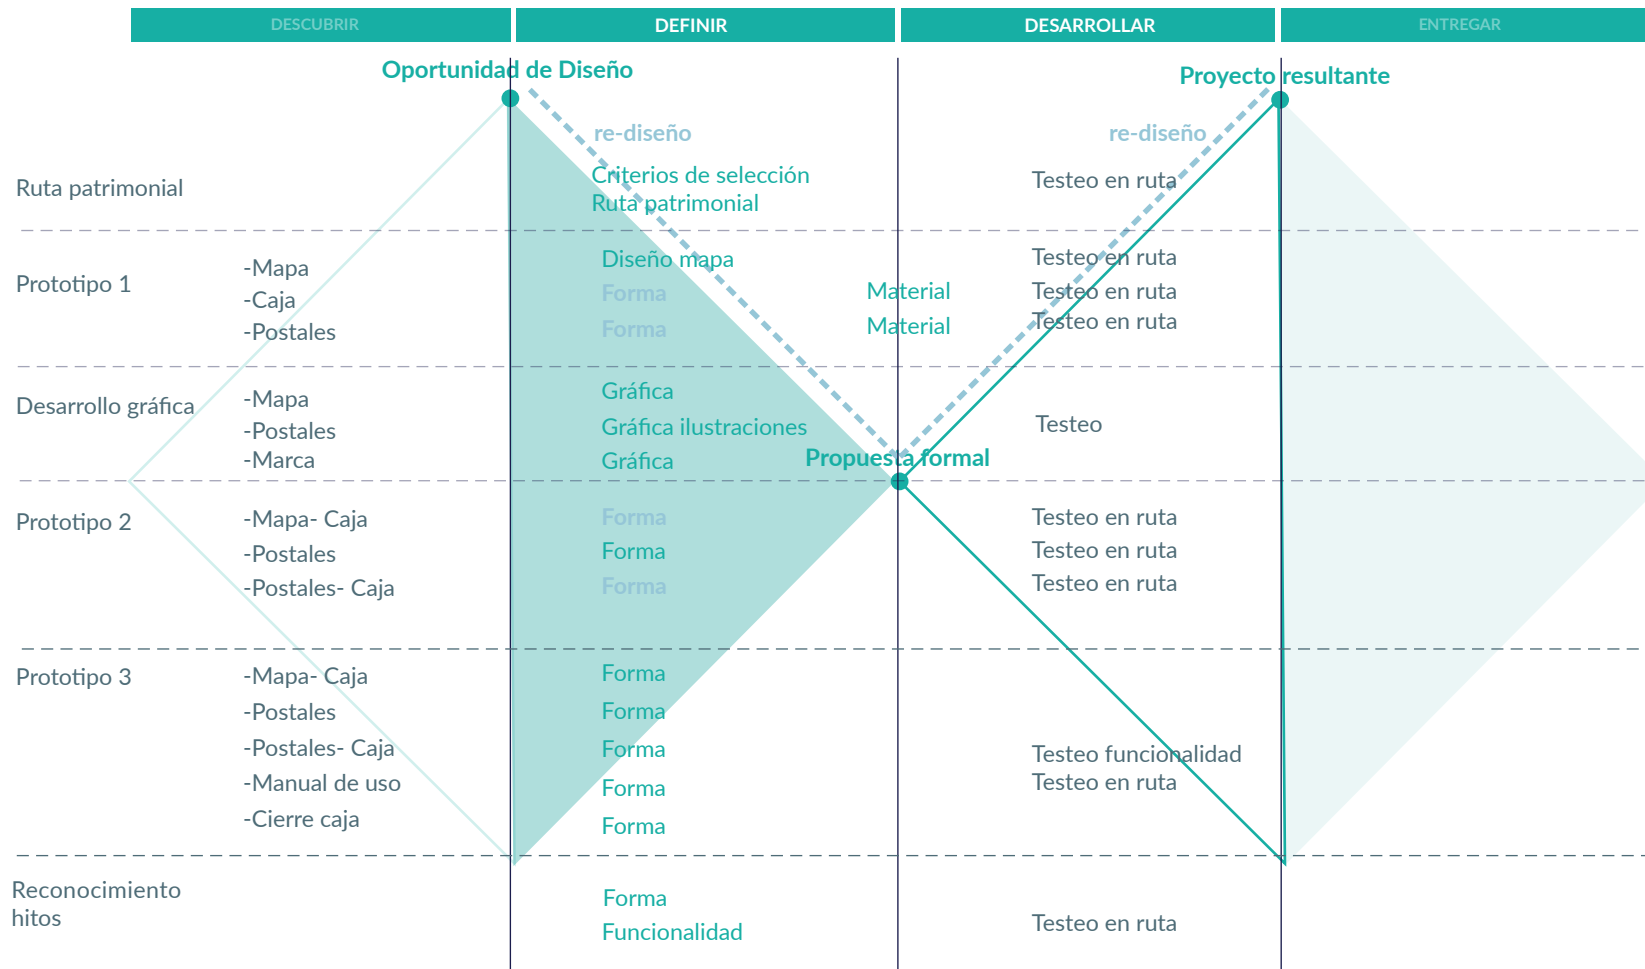 DESCUBRIR
DEFINIR
DESARROLLAR
ENTREGAR
Oportunidad de Diseño
Proyecto resultante
re-diseño
re-diseño
Ruta patrimonial
Criterios de selección
Ruta patrimonial
Testeo en ruta
Prototipo 1
-Mapa
-Caja
-Postales
Diseño mapa
Forma
Forma
Material
Material
Testeo en ruta
Testeo en ruta
Testeo en ruta
Desarrollo gráfica
-Mapa
-Postales
-Marca
Gráfica
Gráfica ilustraciones
Gráfica
Testeo
Propuesta formal
Prototipo 2
-Mapa- Caja
-Postales
-Postales- Caja
Forma
Forma
Forma
Testeo en ruta
Testeo en ruta
Testeo en ruta
Prototipo 3
-Mapa- Caja
-Postales
-Postales- Caja
-Manual de uso
-Cierre caja
Forma
Forma
Forma
Forma
Forma
Testeo funcionalidad
Testeo en ruta
Reconocimiento
hitos
Forma
Funcionalidad
Testeo en ruta